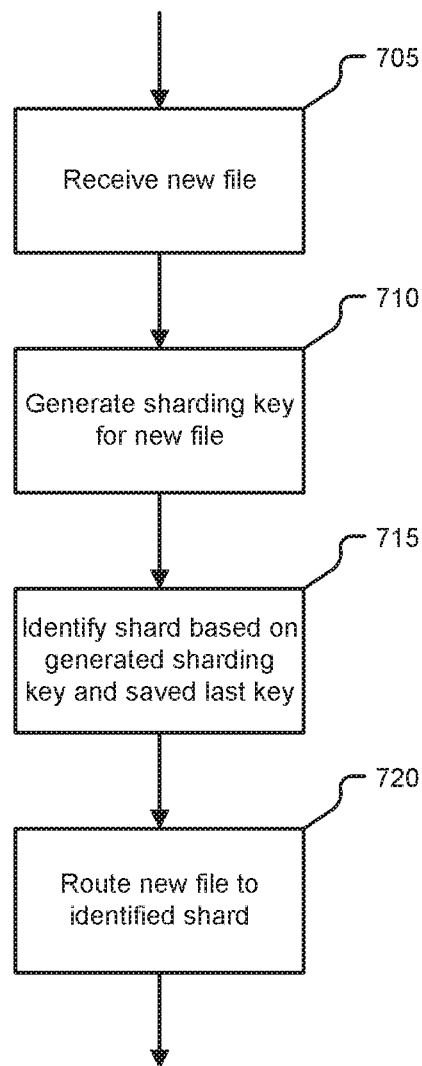 705
Receive new file
710
Generate sharding key
for new file
715
Identify shard based on
generated sharding
key and saved last key
720
Route new file to
identified shard